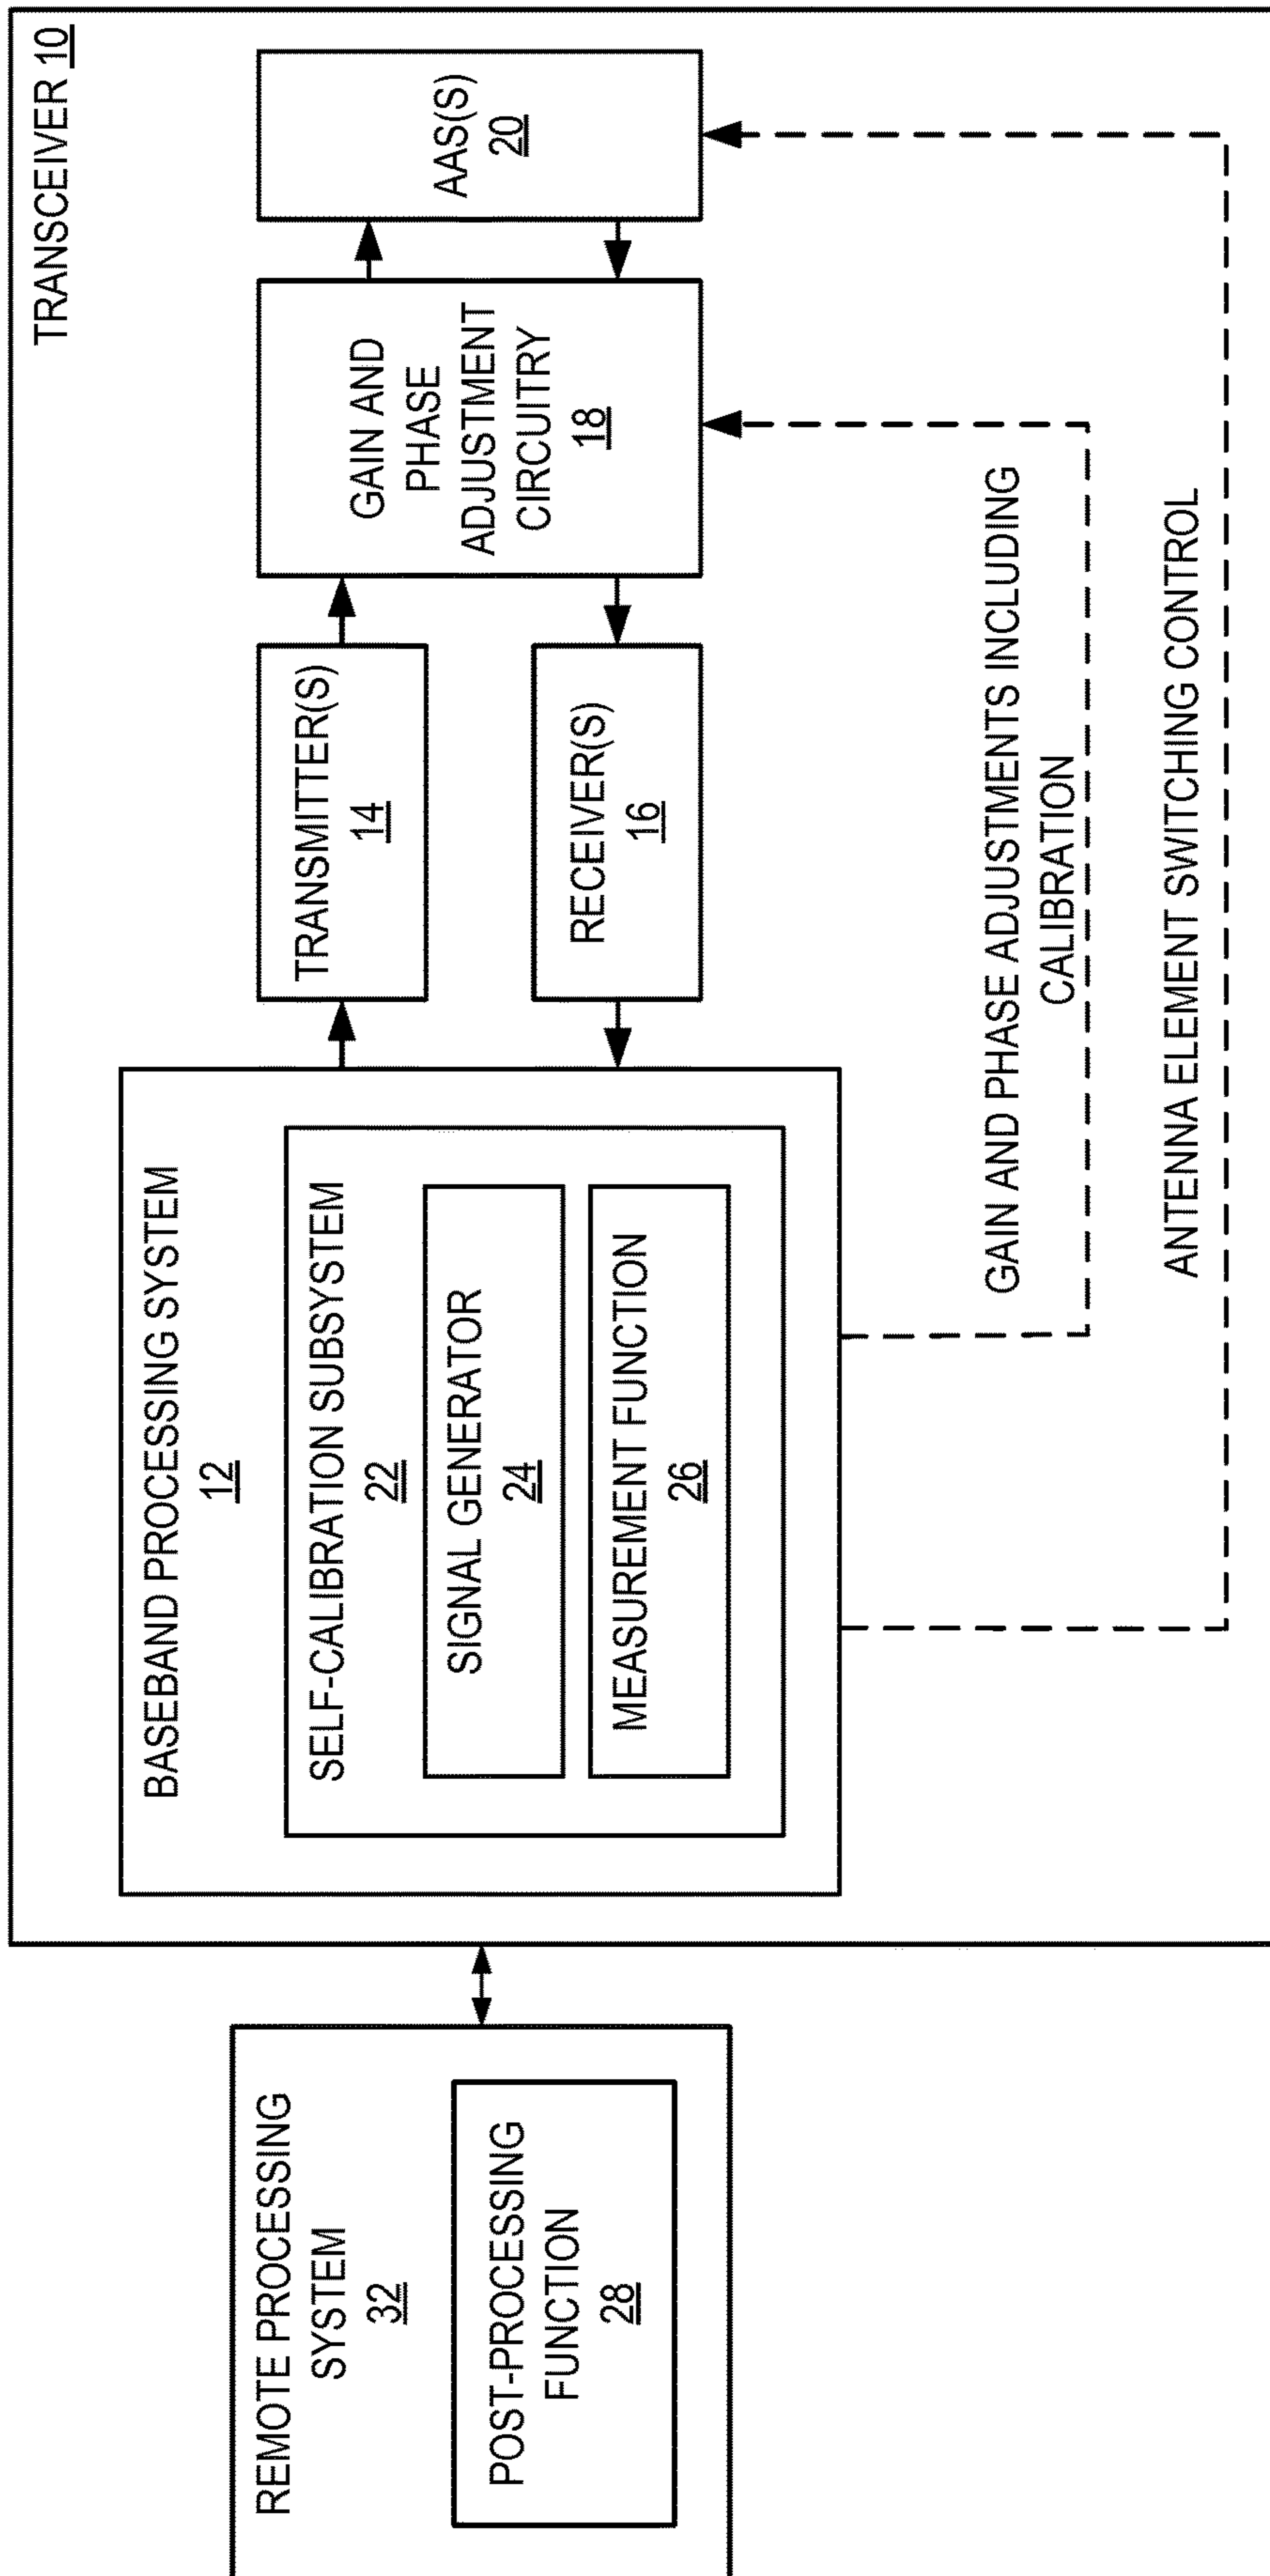 TRANSCEIVER 10
REMOTE PROCESSING
SYSTEM
32
POST-PROCESSING
FUNCTION
28
BASEBAND PROCESSING SYSTEM
12
SELF-CALIBRATION SUBSYSTEM
22
SIGNAL GENERATOR
24
MEASUREMENT FUNCTION
26
TRANSMITTER(S)
14
RECEIVER(S)
16
GAIN AND
PHASE
ADJUSTMENT
CIRCUITRY
18
AAS(S)
20
GAIN AND PHASE ADJUSTMENTS INCLUDING
CALIBRATION
ANTENNA ELEMENT SWITCHING CONTROL